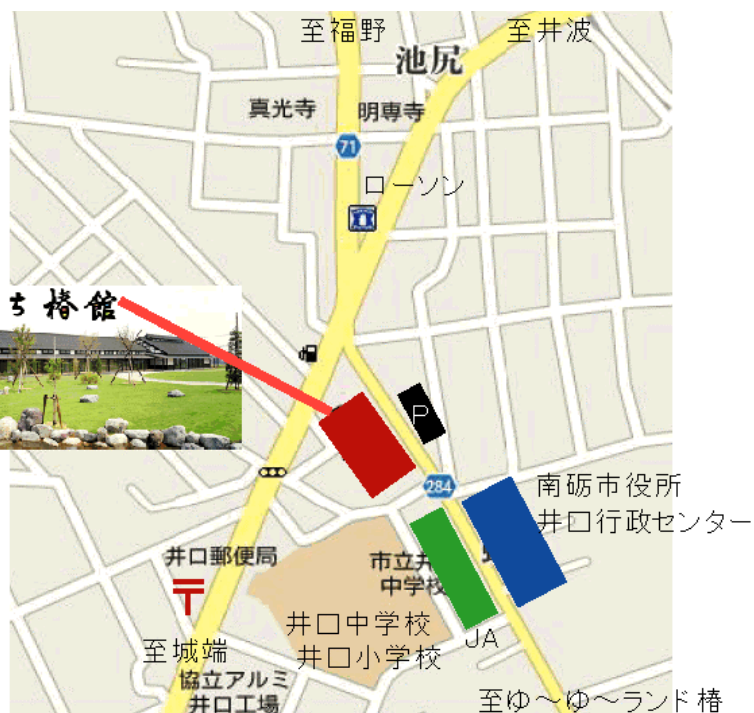 至福野
至井波
池尻
真光寺
明専寺
71
ローソン
ち椿館
P
284
南砺市役所
井口行政センター
井口郵便局
〒
市立井
中学校
井口中学校
井口小学校
JA
至城端
協立アルミ
井口工場
至ゆ～ゆ～ランド椿